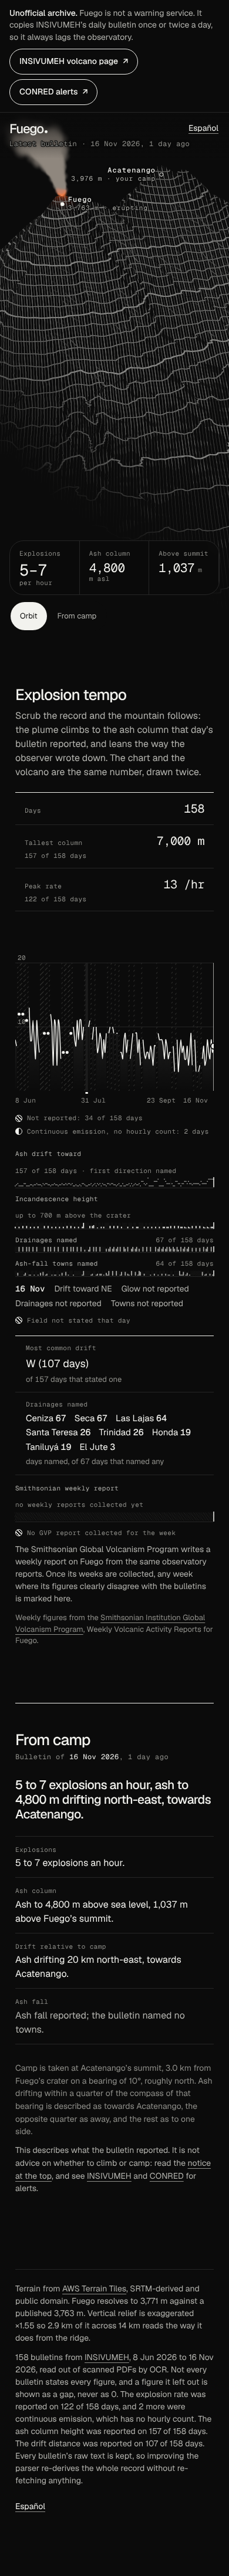 Unofficial archive. Fuego is not a warning service. It
copies INSIVUMEH's daily bulletin once or twice a day,
so it always lags the observatory.
INSIVUMEH volcano page ↗
CONRED alerts ↗
Fuego.
Español
Latest bulletin · 16 Nov 2026, 1 day ago
Acatenango
3,976 m · your camp
Fuego
3,763 m · erupting
Explosions
5–7
per hour
Ash column
4,800
m asl
Above summit
1,037 m
Orbit
From camp
Explosion tempo
Scrub the record and the mountain follows:
the plume climbs to the ash column that day's
bulletin reported, and leans the way the
observer wrote down. The chart and the
volcano are the same number, drawn twice.
Days
158
Tallest column
7,000 m
157 of 158 days
Peak rate
13 /hr
122 of 158 days
20
10
8 Jun
31 Jul
23 Sept
16 Nov
Not reported: 34 of 158 days
Continuous emission, no hourly count: 2 days
Ash drift toward
157 of 158 days · first direction named
Incandescence height
up to 700 m above the crater
Drainages named
67 of 158 days
Ash-fall towns named
64 of 158 days
16 Nov Drift toward NE Glow not reported
Drainages not reported Towns not reported
Field not stated that day
Most common drift
W (107 days)
of 157 days that stated one
Drainages named
Ceniza 67 Seca 67 Las Lajas 64
Santa Teresa 26 Trinidad 26 Honda 19
Taniluyá 19 El Jute 3
days named, of 67 days that named any
Smithsonian weekly report
no weekly reports collected yet
No GVP report collected for the week
The Smithsonian Global Volcanism Program writes a
weekly report on Fuego from the same observatory
reports. Once its weeks are collected, any week
where its figures clearly disagree with the bulletins
is marked here.
Weekly figures from the Smithsonian Institution Global
Volcanism Program, Weekly Volcanic Activity Reports for
Fuego.
From camp
Bulletin of 16 Nov 2026, 1 day ago
5 to 7 explosions an hour, ash to
4,800 m drifting north-east, towards
Acatenango.
Explosions
5 to 7 explosions an hour.
Ash column
Ash to 4,800 m above sea level, 1,037 m
above Fuego's summit.
Drift relative to camp
Ash drifting 20 km north-east, towards
Acatenango.
Ash fall
Ash fall reported; the bulletin named no
towns.
Camp is taken at Acatenango's summit, 3.0 km from
Fuego's crater on a bearing of 10°, roughly north. Ash
drifting within a quarter of the compass of that
bearing is described as towards Acatenango, the
opposite quarter as away, and the rest as to one
side.
This describes what the bulletin reported. It is not
advice on whether to climb or camp: read the notice
at the top, and see INSIVUMEH and CONRED for
alerts.
Terrain from AWS Terrain Tiles, SRTM-derived and
public domain. Fuego resolves to 3,771 m against a
published 3,763 m. Vertical relief is exaggerated
×1.55 so 2.9 km of it across 14 km reads the way it
does from the ridge.
158 bulletins from INSIVUMEH, 8 Jun 2026 to 16 Nov
2026, read out of scanned PDFs by OCR. Not every
bulletin states every figure, and a figure it left out is
shown as a gap, never as 0. The explosion rate was
reported on 122 of 158 days, and 2 more were
continuous emission, which has no hourly count. The
ash column height was reported on 157 of 158 days.
The drift distance was reported on 107 of 158 days.
Every bulletin's raw text is kept, so improving the
parser re-derives the whole record without re-
fetching anything.
Español